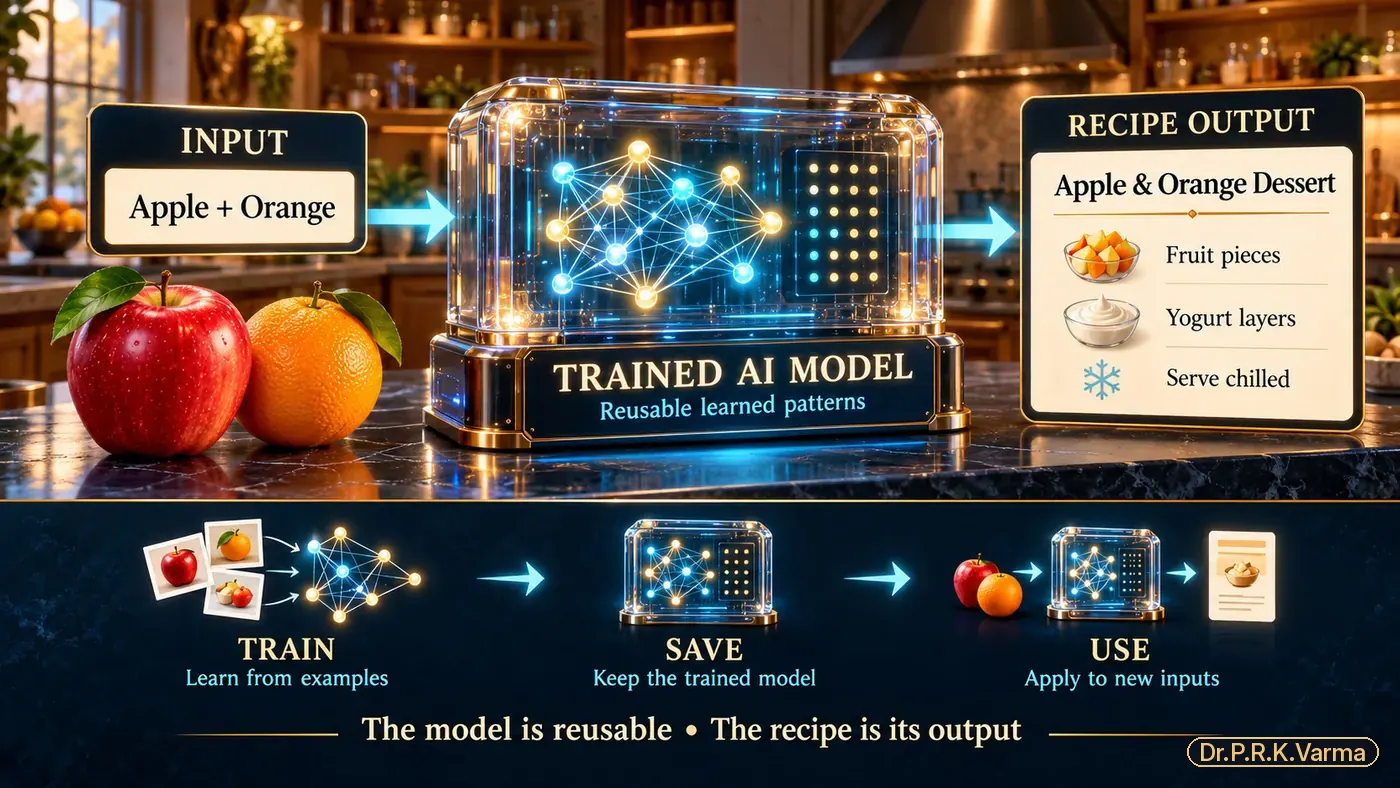 INPUT
Apple + Orange
TRAINED AI MODEL
Reusable learned patterns
RECIPE OUTPUT
Apple & Orange Dessert
Fruit pieces
Yogurt layers
Serve chilled
TRAIN
Learn from examples
SAVE
Keep the trained model
USE
Apply to new inputs
The model is reusable • The recipe is its output
Dr.P.R.K.Varma